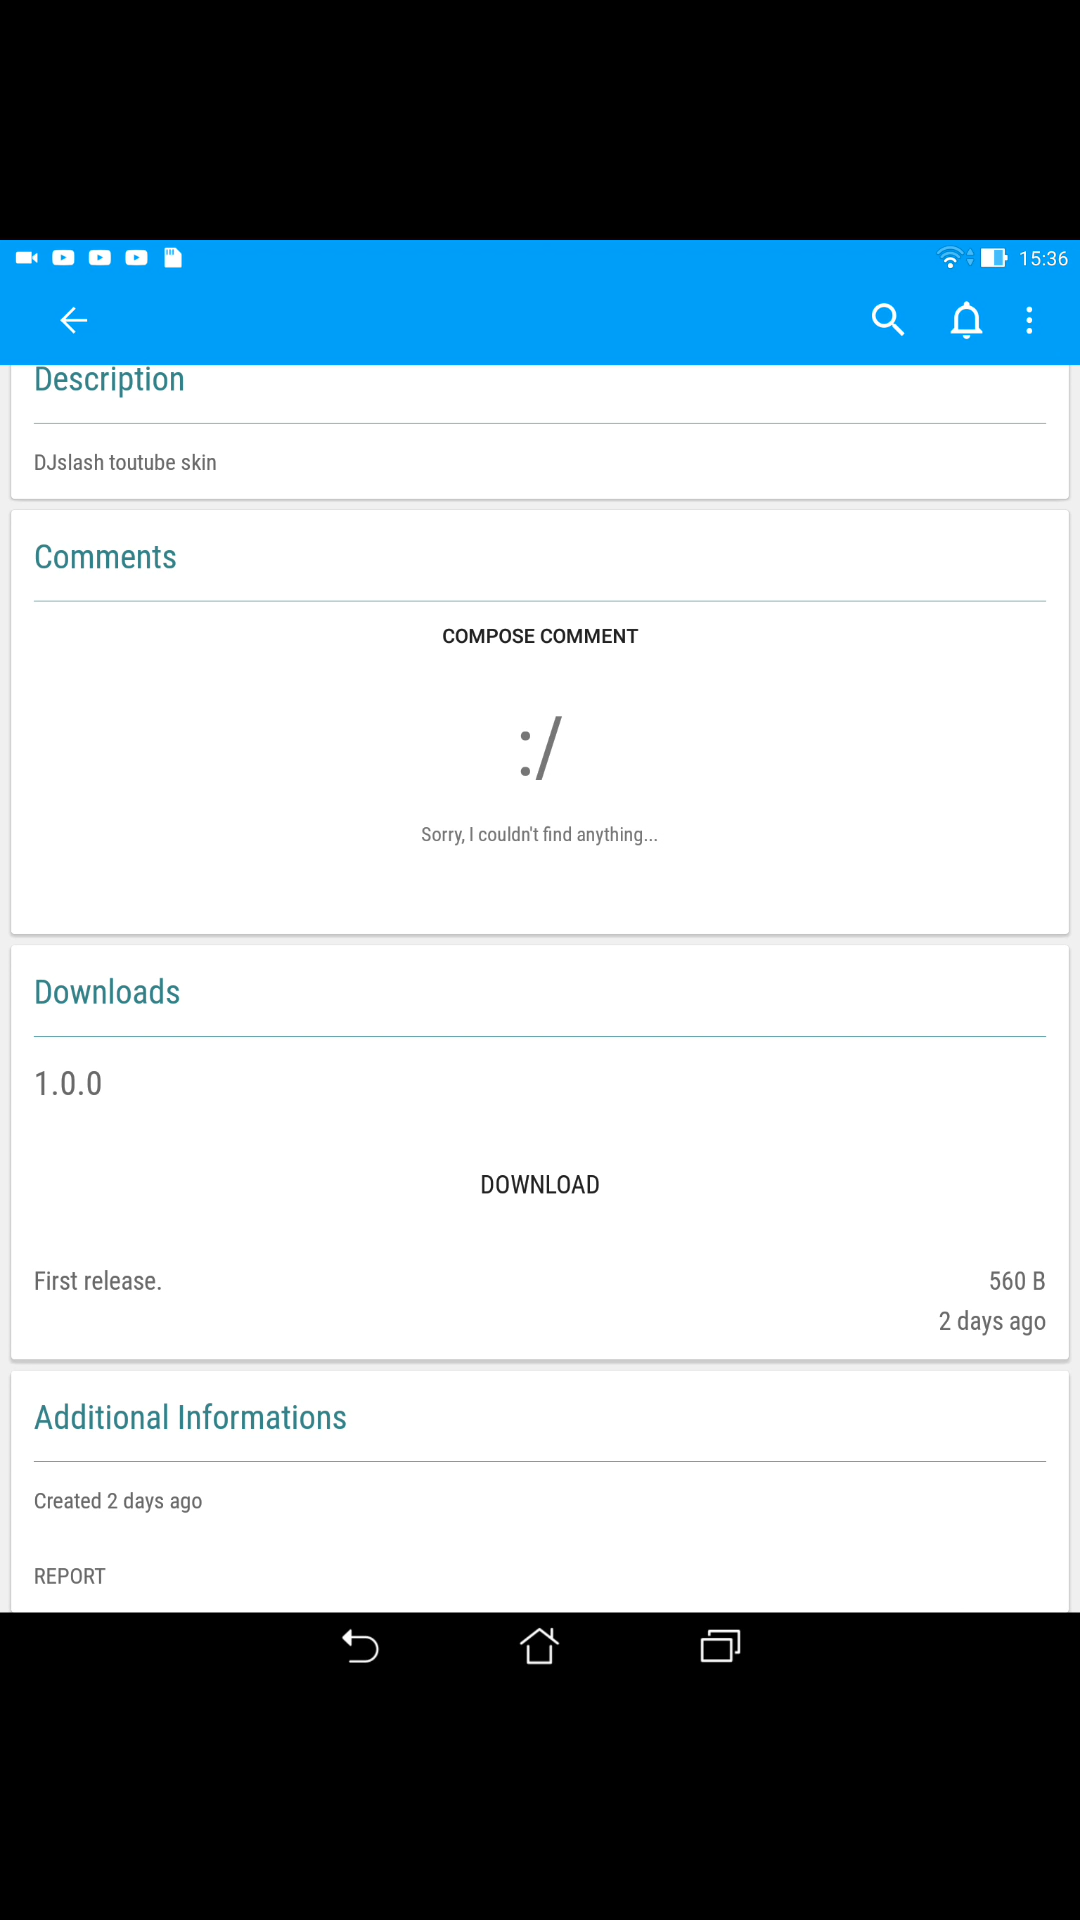 15:36
Description
DJslash toutube skin
Comments
COMPOSE COMMENT
:/
Sorry, I couldn't find anything...
Downloads
1.0.0
DOWNLOAD
First release.
560 B
2 days ago
Additional Informations
Created 2 days ago
REPORT